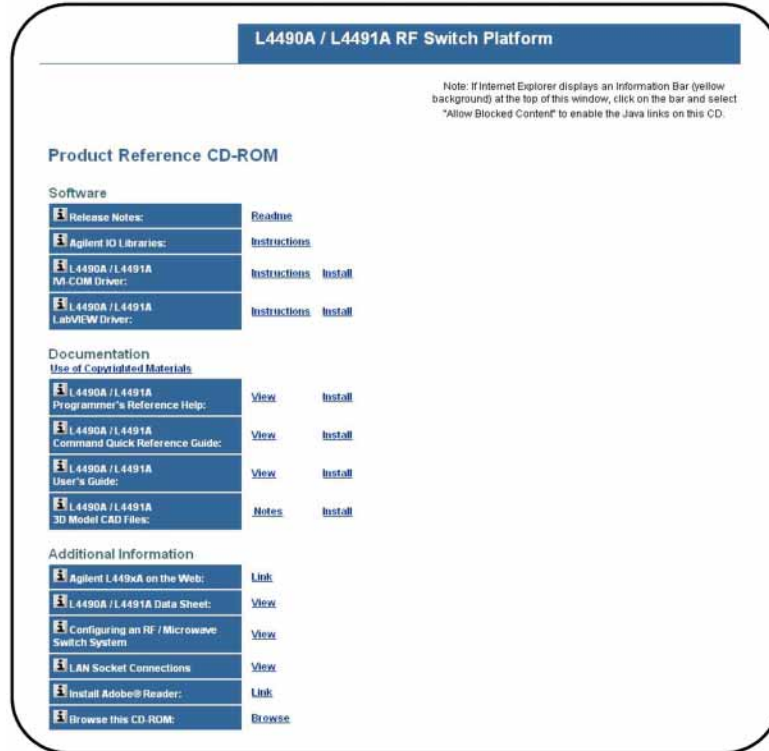 L4490A / L4491A RF Switch Platform
Note: If Internet Explorer displays an Information Bar (yellow
background) at the top of this window, click on the bar and select
"Allow Blocked Content" to enable the Java links on this CD.
Product Reference CD-ROM
Software
Release Notes: Readme
Agilent IO Libraries: Instructions
L4490A / L4491A
IVI-COM Driver: Instructions Install
L4490A / L4491A
LabVIEW Driver: Instructions Install
Documentation
Use of Copyrighted Materials
L4490A / L4491A
Programmer's Reference Help: View Install
L4490A / L4491A
Command Quick Reference Guide: View Install
L4490A / L4491A
User's Guide: View Install
L4490A / L4491A
3D Model CAD Files: Notes Install
Additional Information
Agilent L449xA on the Web: Link
L4490A / L4491A Data Sheet: View
Configuring an RF / Microwave
Switch System View
LAN Socket Connections View
Install Adobe® Reader: Link
Browse this CD-ROM: Browse